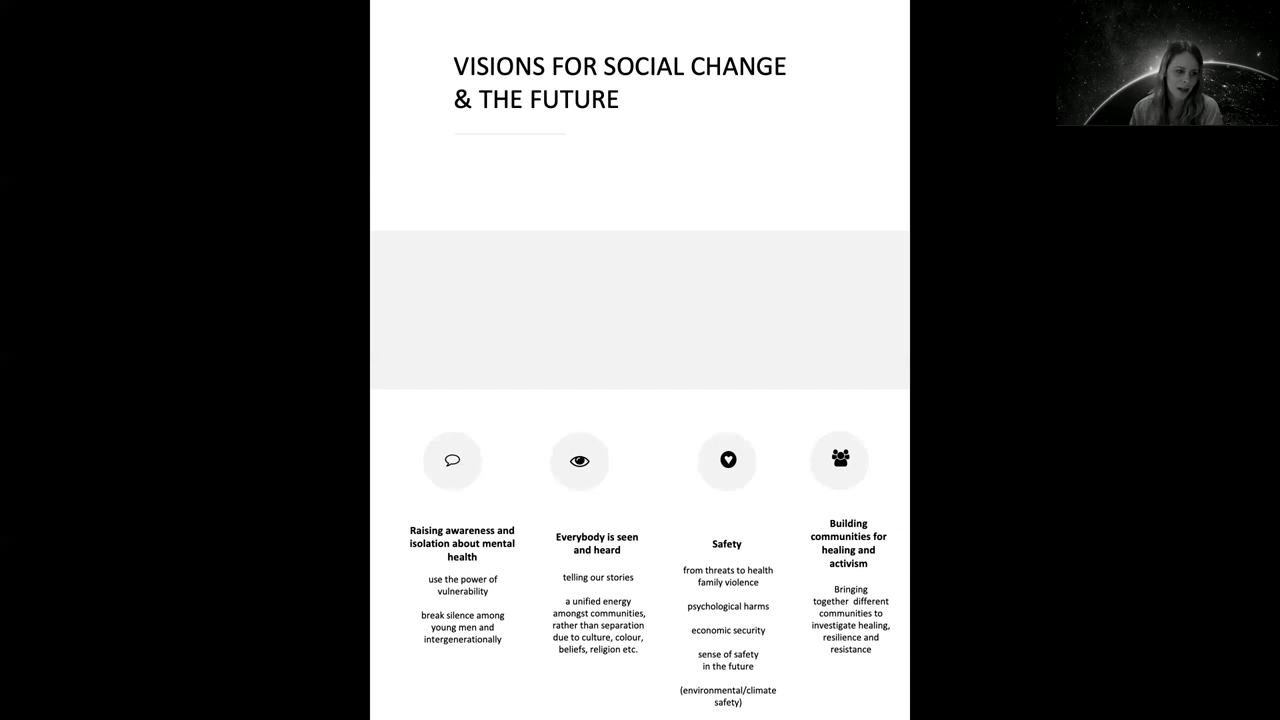 VISIONS FOR SOCIAL CHANGE
& THE FUTURE
Raising awareness and
isolation about mental
health
use the power of
vulnerability
break silence among
young men and
intergenerationally
Everybody is seen
and heard
telling our stories
a unified energy
amongst communities,
rather than separation
due to culture, colour,
beliefs, religion etc.
Safety
from threats to health
family violence
psychological harms
economic security
sense of safety
in the future
(environmental/climate
safety)
Building
communities for
healing and
activism
Bringing
together  different
communities to
investigate healing,
resilience and
resistance